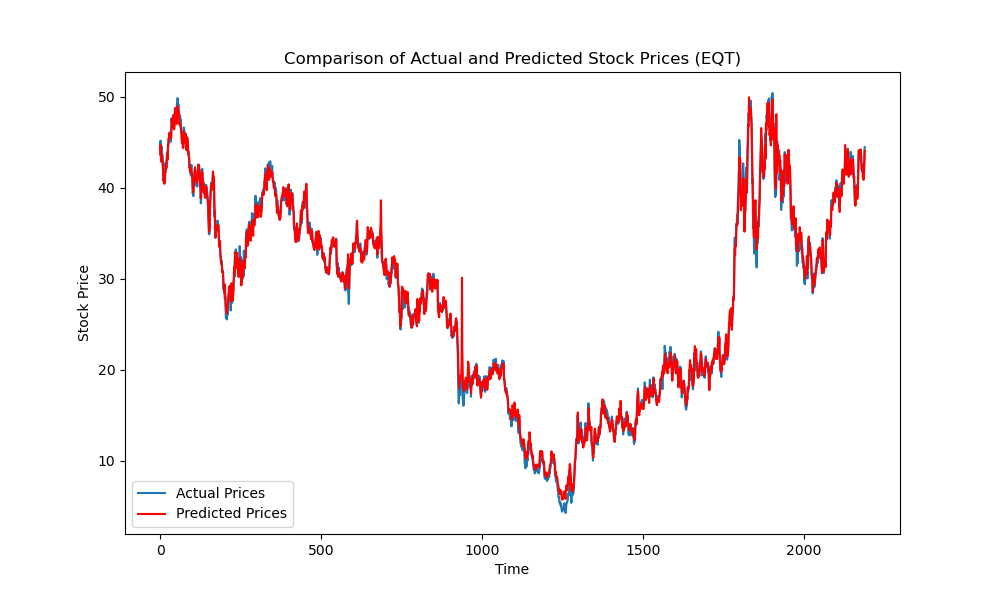 Comparison of Actual and Predicted Stock Prices (EQT)
50
40
30
20
10
Stock Price
Actual Prices
Predicted Prices
0
500
1000
1500
2000
Time